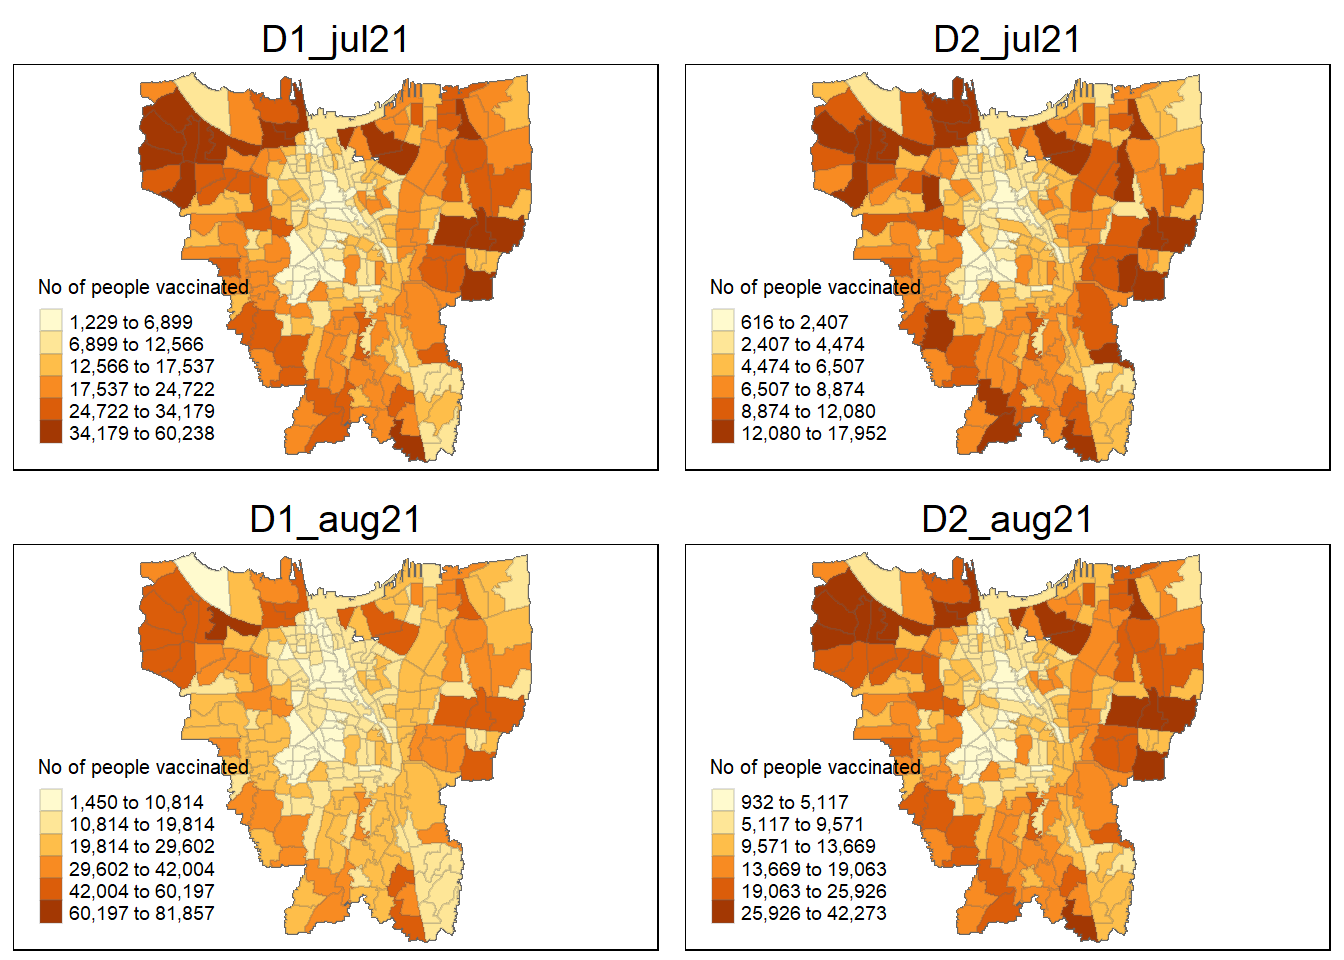 D1_jul21
No of people vaccinated
1,229 to 6,899
6,899 to 12,566
12,566 to 17,537
17,537 to 24,722
24,722 to 34,179
34,179 to 60,238
D2_jul21
No of people vaccinated
616 to 2,407
2,407 to 4,474
4,474 to 6,507
6,507 to 8,874
8,874 to 12,080
12,080 to 17,952
D1_aug21
No of people vaccinated
1,450 to 10,814
10,814 to 19,814
19,814 to 29,602
29,602 to 42,004
42,004 to 60,197
60,197 to 81,857
D2_aug21
No of people vaccinated
932 to 5,117
5,117 to 9,571
9,571 to 13,669
13,669 to 19,063
19,063 to 25,926
25,926 to 42,273